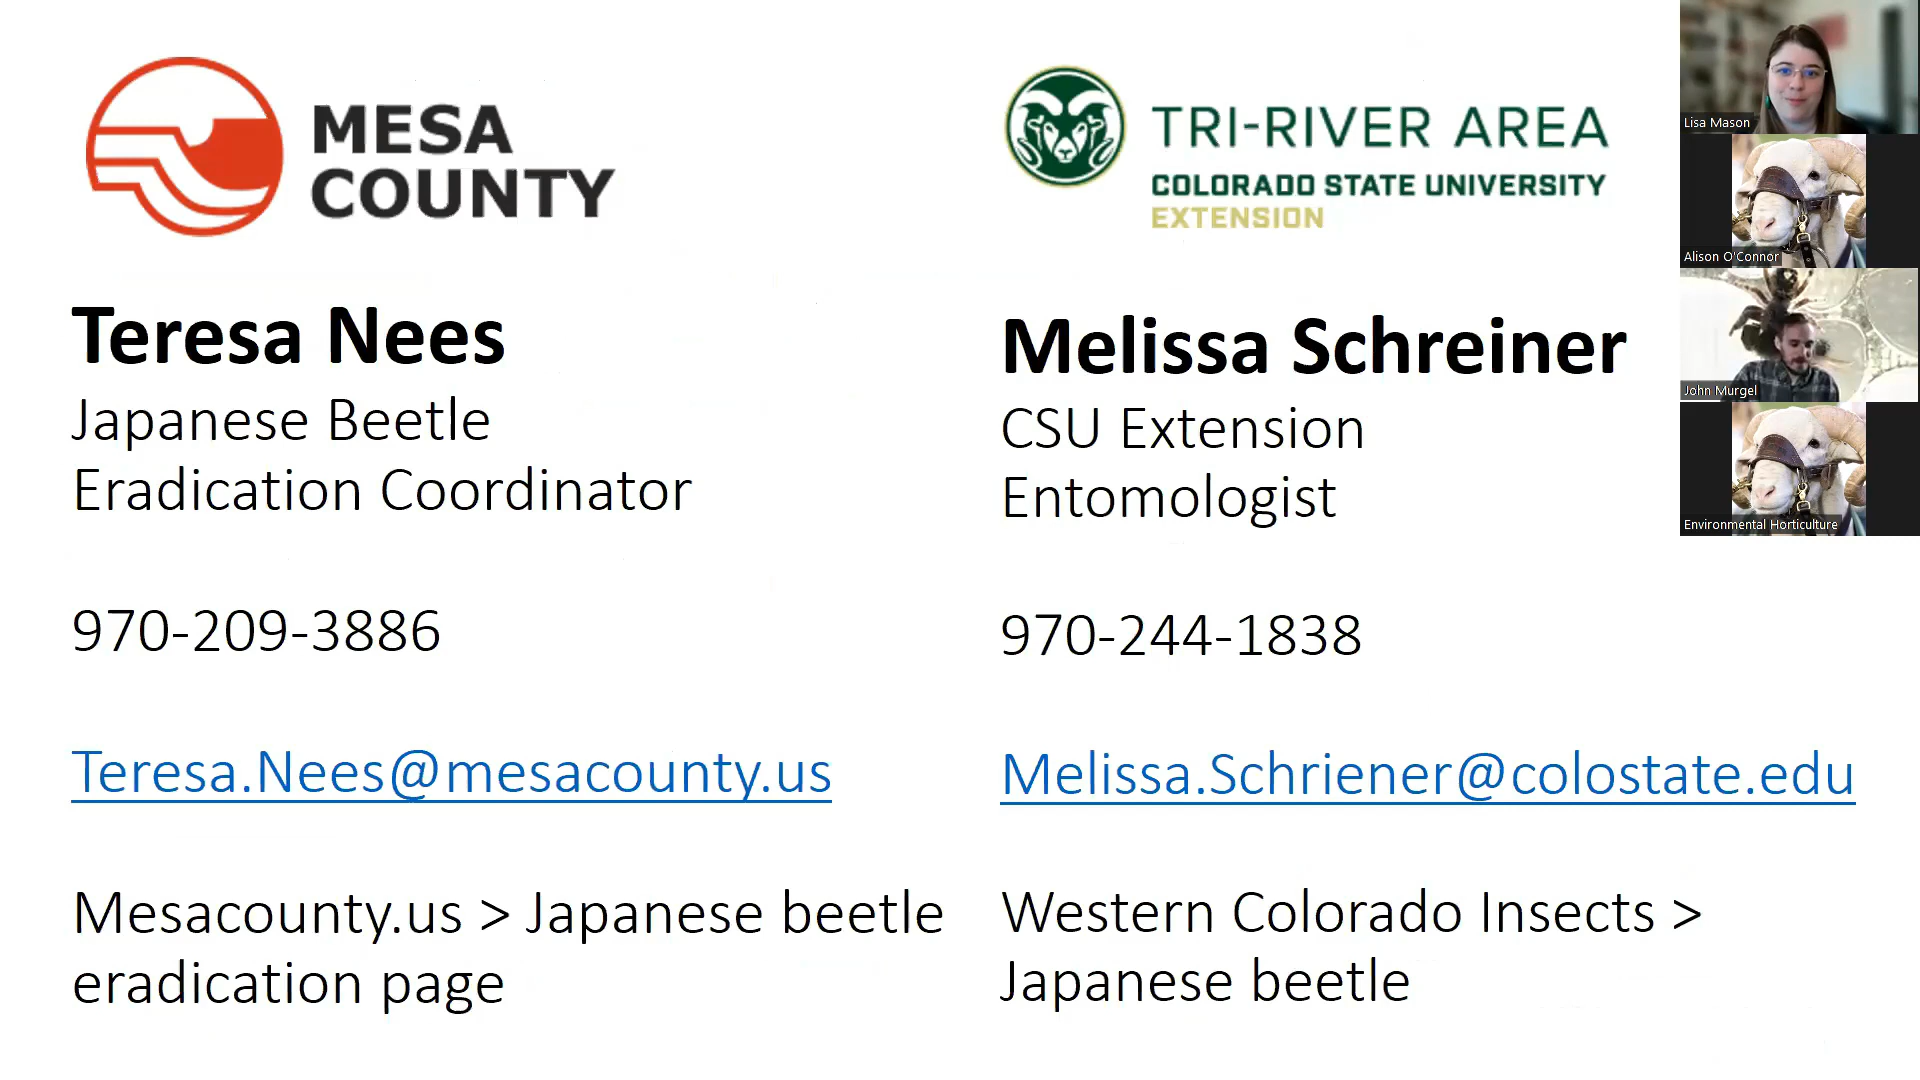 MESA
COUNTY
Teresa Nees
Japanese Beetle
Eradication Coordinator
970-209-3886
Teresa.Nees@mesacounty.us
Mesacounty.us > Japanese beetle
eradication page
TRI-RIVER AREA
COLORADO STATE UNIVERSITY
EXTENSION
Melissa Schreiner
CSU Extension
Entomologist
970-244-1838
Melissa.Schriener@colostate.edu
Western Colorado Insects >
Japanese beetle
Lisa Mason
Alison O'Connor
John Murgel
Environmental Horticulture